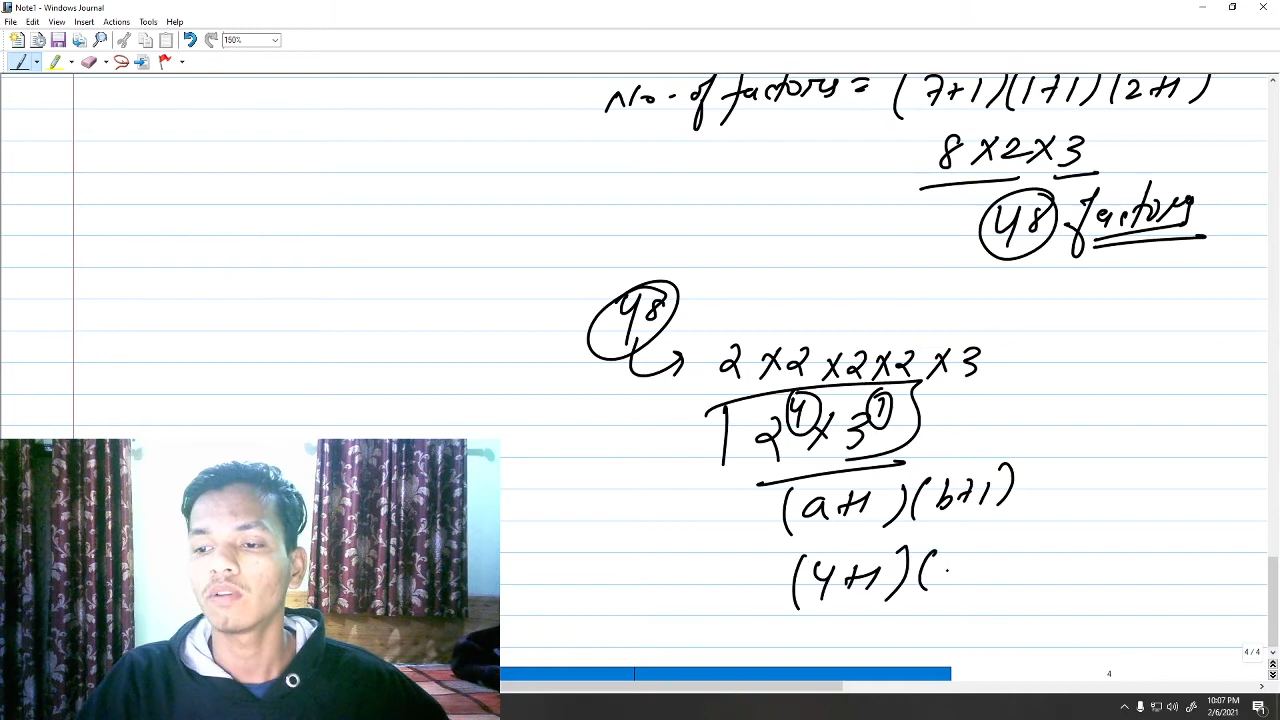 Note1 - Windows Journal
File Edit View Insert Actions Tools Help
150%
No. of factors = (7+1)(1+1)(2+1)
8×2×3
48 factors
48
2×2×2×2×3
2^4×3^1
(a+1)(b+1)
(4+1)(
4/4
4
10:07 PM
2/6/2021